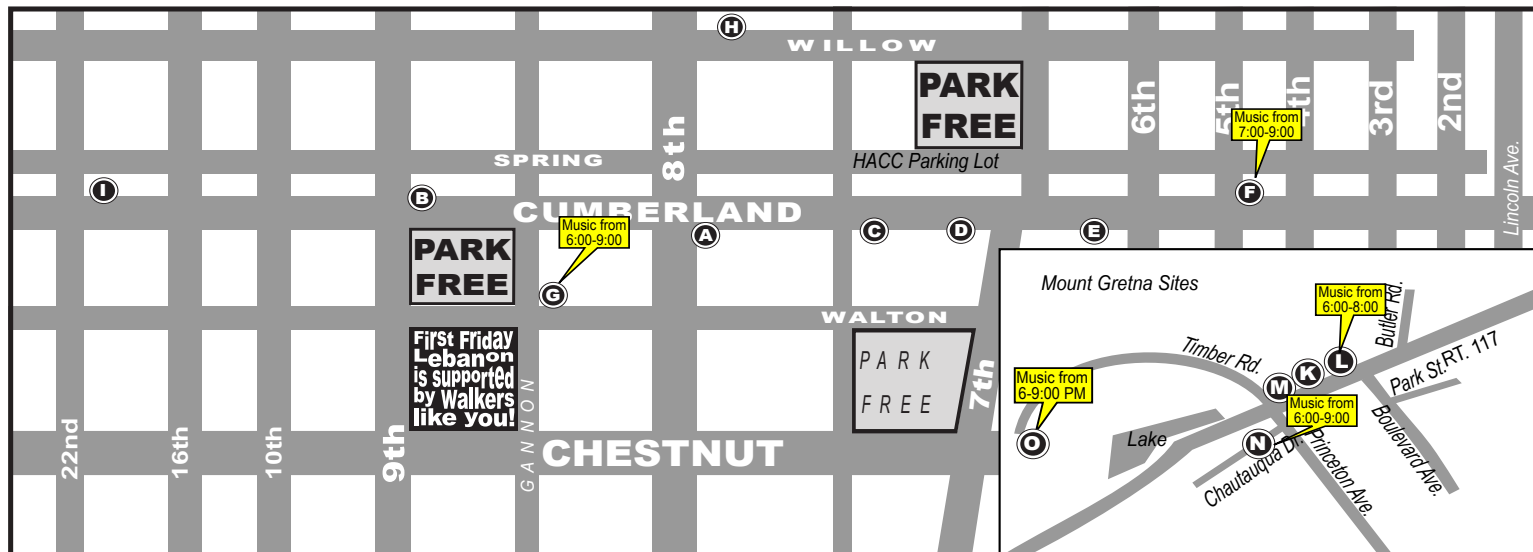 H
WILLOW
PARK
FREE
6th
5th
4th
3rd
2nd
Lincoln Ave.
Music from
7:00-9:00
8th
SPRING
HACC Parking Lot
I
B
F
CUMBERLAND
A
C
D
E
Music from
6:00-9:00
PARK
FREE
G
WALTON
First Friday
Lebanon
is supported
by Walkers
like you!
GANNON
PARK
FREE
7th
22nd
16th
10th
9th
CHESTNUT
Mount Gretna Sites
Music from
6:00-8:00
Butler Rd.
Timber Rd.
RT. 117
Park St.
L
K
M
Music from
6-9:00 PM
Music from
6:00-9:00
O
Lake
N
Chautauqua Dr.
Princeton Ave.
Boulevard Ave.